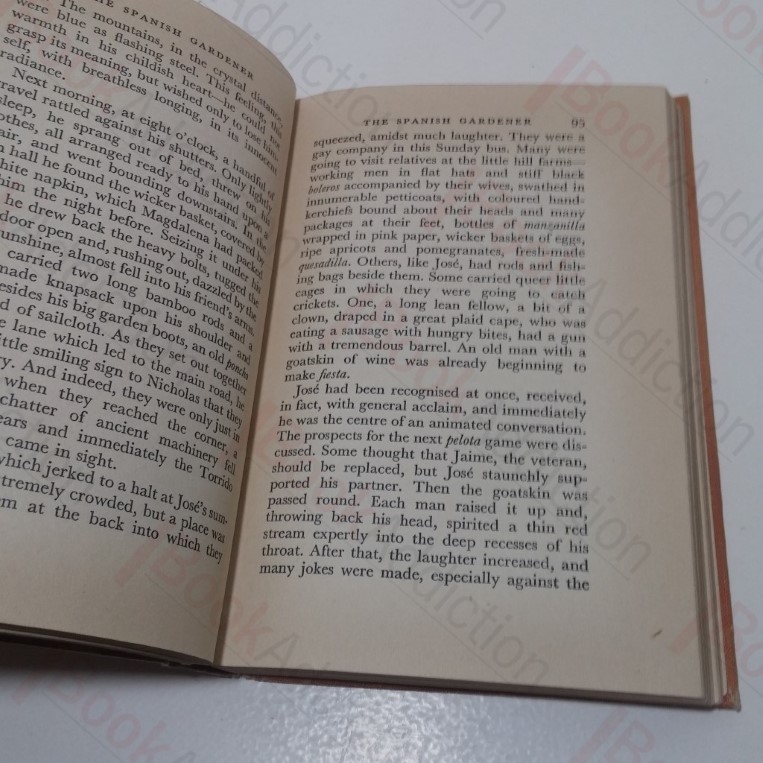 THE SPANISH GARDENER
The mountains, in the crystal distance,
were blue as flashing steel. This feeling, this
warmth in his childish heart—he could not
grasp its meaning, but wished only to lose him-
self, with breathless longing, in its innocent
radiance.
Next morning, at eight o'clock, a handful of
ravel rattled against his shutters. Only lightly
sleep, he sprang out of bed, threw on his
othes, all arranged ready to his hand upon a
air, and went bounding downstairs. In the
hall he found the wicker basket, covered by
hite napkin, which Magdalena had packed
him the night before. Seizing it under his
he drew back the heavy bolts, tugged the
door open and, rushing out, dazzled by the
unshine, almost fell into his friend's arms.
carried two long bamboo rods and a
made knapsack upon his shoulder and
esides his big garden boots, an old poncho
d of sailcloth. As they set out together
e lane which led to the main road, he
ittle smiling sign to Nicholas that they
ry. And indeed, they were only just in
when they reached the corner, a
chatter of ancient machinery fell
ears and immediately the Torrido
came in sight.
which jerked to a halt at José's sum-
tremely crowded, but a place was
em at the back into which they
THE SPANISH GARDENER 95
squeezed, amidst much laughter. They were a
gay company in this Sunday bus. Many were
going to visit relatives at the little hill farms—
working men in flat hats and stiff black
boleros accompanied by their wives, swathed in
innumerable petticoats, with coloured hand-
kerchiefs bound about their heads and many
packages at their feet, bottles of manzanilla
wrapped in pink paper, wicker baskets of eggs,
ripe apricots and pomegranates, fresh-made
quesadilla. Others, like José, had rods and fish-
ing bags beside them. Some carried queer little
cages in which they were going to catch
crickets. One, a long lean fellow, a bit of a
clown, draped in a great plaid cape, who was
eating a sausage with hungry bites, had a gun
with a tremendous barrel. An old man with a
goatskin of wine was already beginning to
make fiesta.
José had been recognised at once, received,
in fact, with general acclaim, and immediately
he was the centre of an animated conversation.
The prospects for the next pelota game were dis-
cussed. Some thought that Jaime, the veteran,
should be replaced, but José staunchly sup-
ported his partner. Then the goatskin was
passed round. Each man raised it up and,
throwing back his head, spirited a thin red
stream expertly into the deep recesses of his
throat. After that, the laughter increased, and
many jokes were made, especially against the
BookAddiction